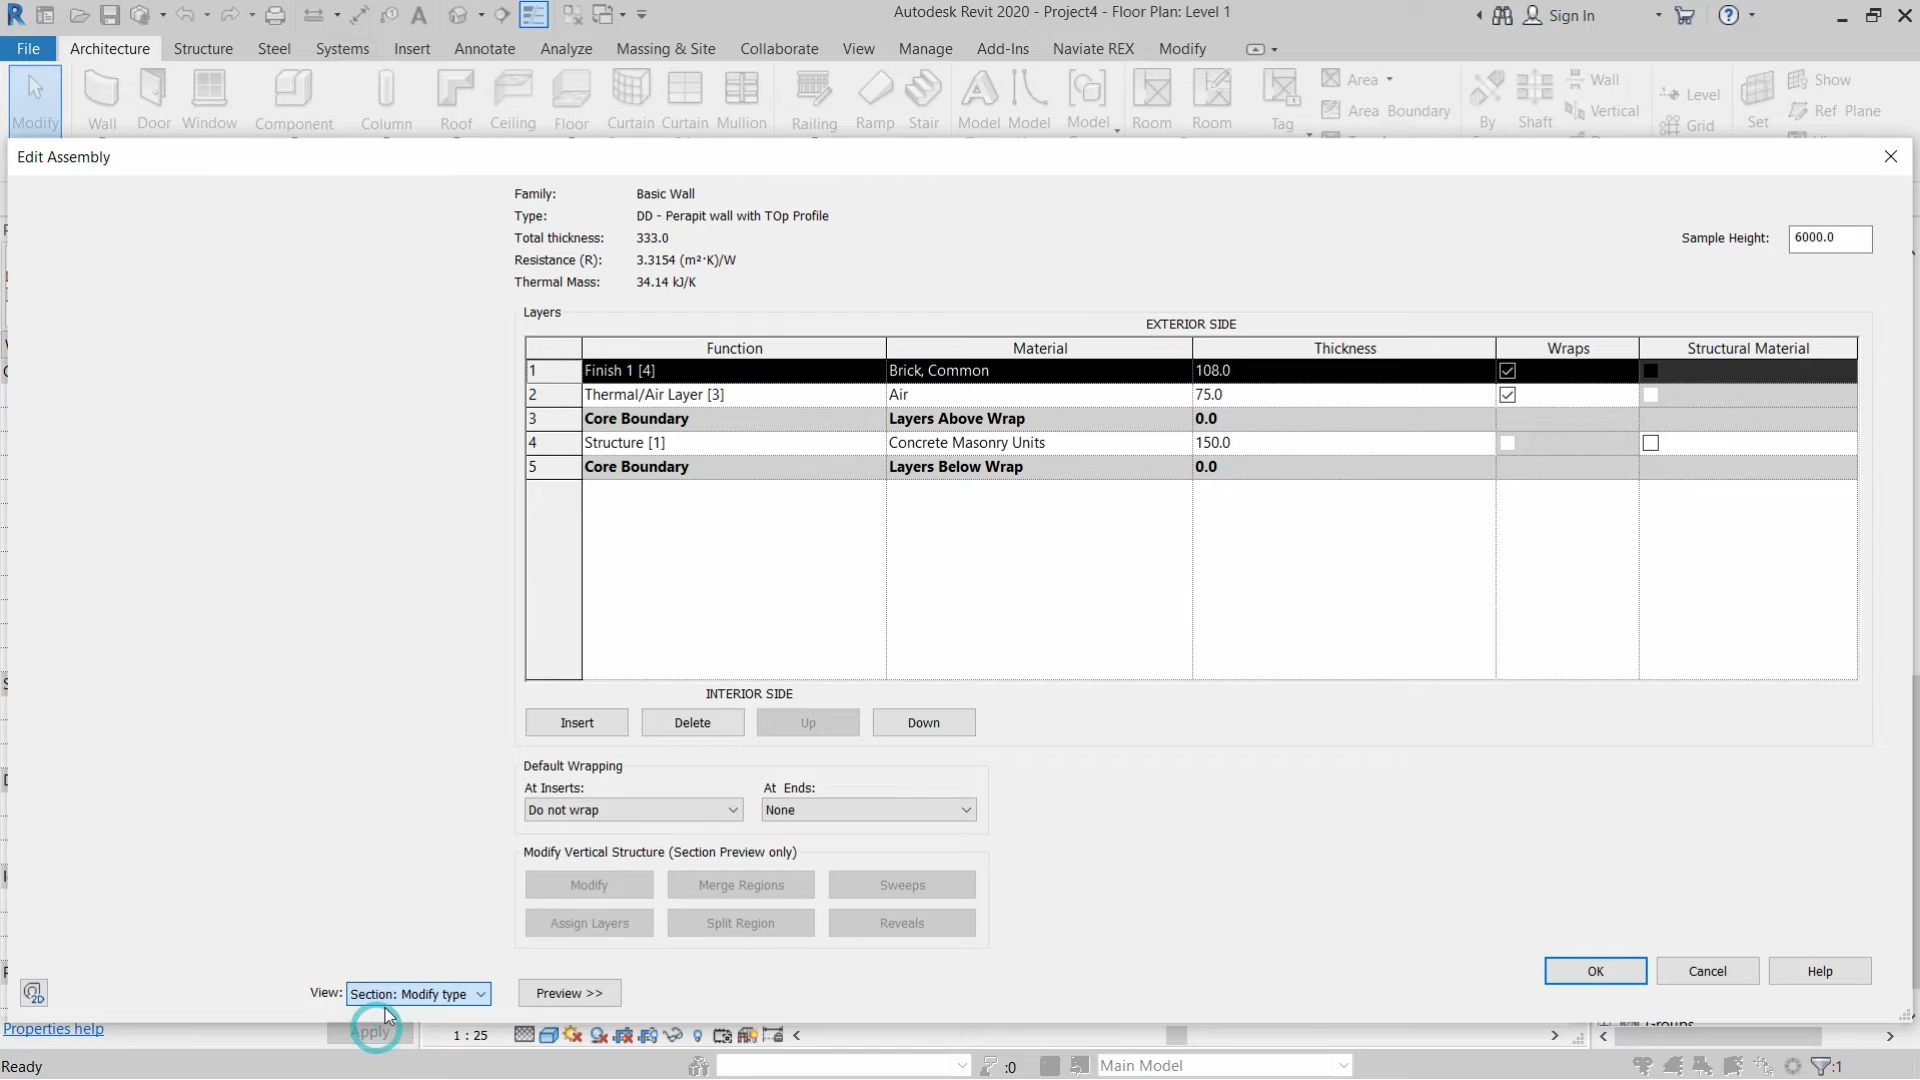 Autodesk Revit 2020 - Project4 - Floor Plan: Level 1
Sign In
File Architecture Structure Steel Systems Insert Annotate Analyze Massing & Site Collaborate View Manage Add-Ins Naviate REX Modify
Area Wall Show
Level
Area Boundary Vertical Ref Plane
Modify Wall Door Window Component Column Roof Ceiling Floor Curtain Curtain Mullion Railing Ramp Stair Model Model Model Room Room Tag By Shaft Grid Set
Edit Assembly
Family: Basic Wall
Type: DD - Perapit wall with TOp Profile
Total thickness: 333.0
Sample Height: 6000.0
Resistance (R): 3.3154 (m²·K)/W
Thermal Mass: 34.14 kJ/K
Layers
EXTERIOR SIDE
Function Material Thickness Wraps Structural Material
1 Finish 1 [4] Brick, Common 108.0
2 Thermal/Air Layer [3] Air 75.0
3 Core Boundary Layers Above Wrap 0.0
4 Structure [1] Concrete Masonry Units 150.0
5 Core Boundary Layers Below Wrap 0.0
INTERIOR SIDE
Insert Delete Up Down
Default Wrapping
At Inserts: At Ends:
Do not wrap None
Modify Vertical Structure (Section Preview only)
Modify Merge Regions Sweeps
Assign Layers Split Region Reveals
OK Cancel Help
View: Section: Modify type Preview >>
Properties help Apply 1 : 25
Ready :0 Main Model :1